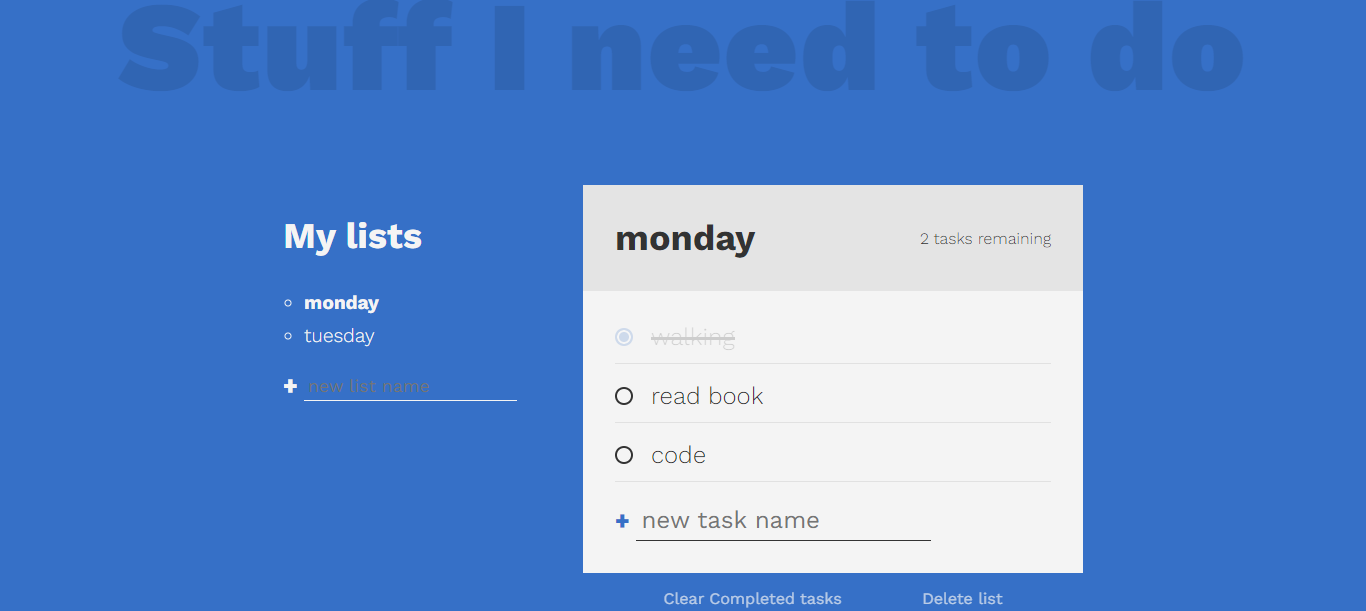 Stuff I need to do
My lists
monday
tuesday
new list name
monday
2 tasks remaining
walking
read book
code
new task name
Clear Completed tasks
Delete list